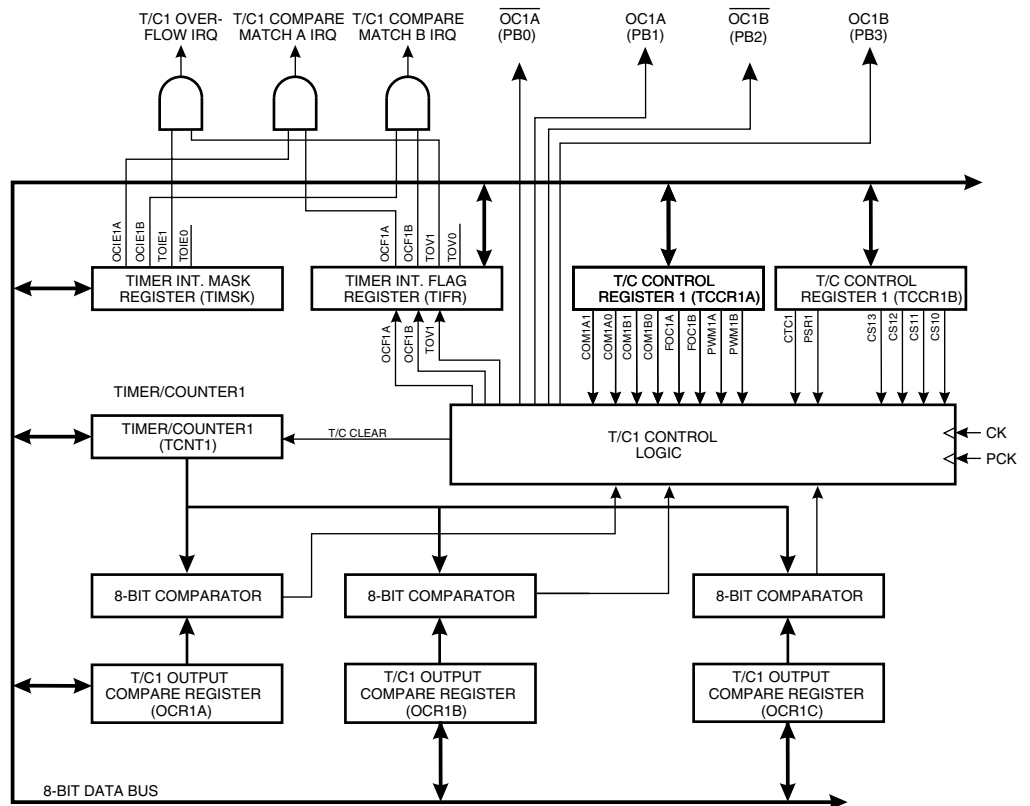 T/C1 OVER-
FLOW IRQ
T/C1 COMPARE
MATCH A IRQ
T/C1 COMPARE
MATCH B IRQ
OC1A
(PB0)
OC1A
(PB1)
OC1B
(PB2)
OC1B
(PB3)
OCIE1A
OCIE1B
TOIE1
TOIE0
OCF1A
OCF1B
TOV1
TOV0
TIMER INT. MASK
REGISTER (TIMSK)
TIMER INT. FLAG
REGISTER (TIFR)
T/C CONTROL
REGISTER 1 (TCCR1A)
T/C CONTROL
REGISTER 1 (TCCR1B)
OCF1A
OCF1B
TOV1
COM1A1
COM1A0
COM1B1
COM1B0
FOC1A
FOC1B
PWM1A
PWM1B
CTC1
PSR1
CS13
CS12
CS11
CS10
TIMER/COUNTER1
TIMER/COUNTER1
(TCNT1)
T/C CLEAR
T/C1 CONTROL
LOGIC
CK
PCK
8-BIT COMPARATOR
8-BIT COMPARATOR
8-BIT COMPARATOR
T/C1 OUTPUT
COMPARE REGISTER
(OCR1A)
T/C1 OUTPUT
COMPARE REGISTER
(OCR1B)
T/C1 OUTPUT
COMPARE REGISTER
(OCR1C)
8-BIT DATA BUS